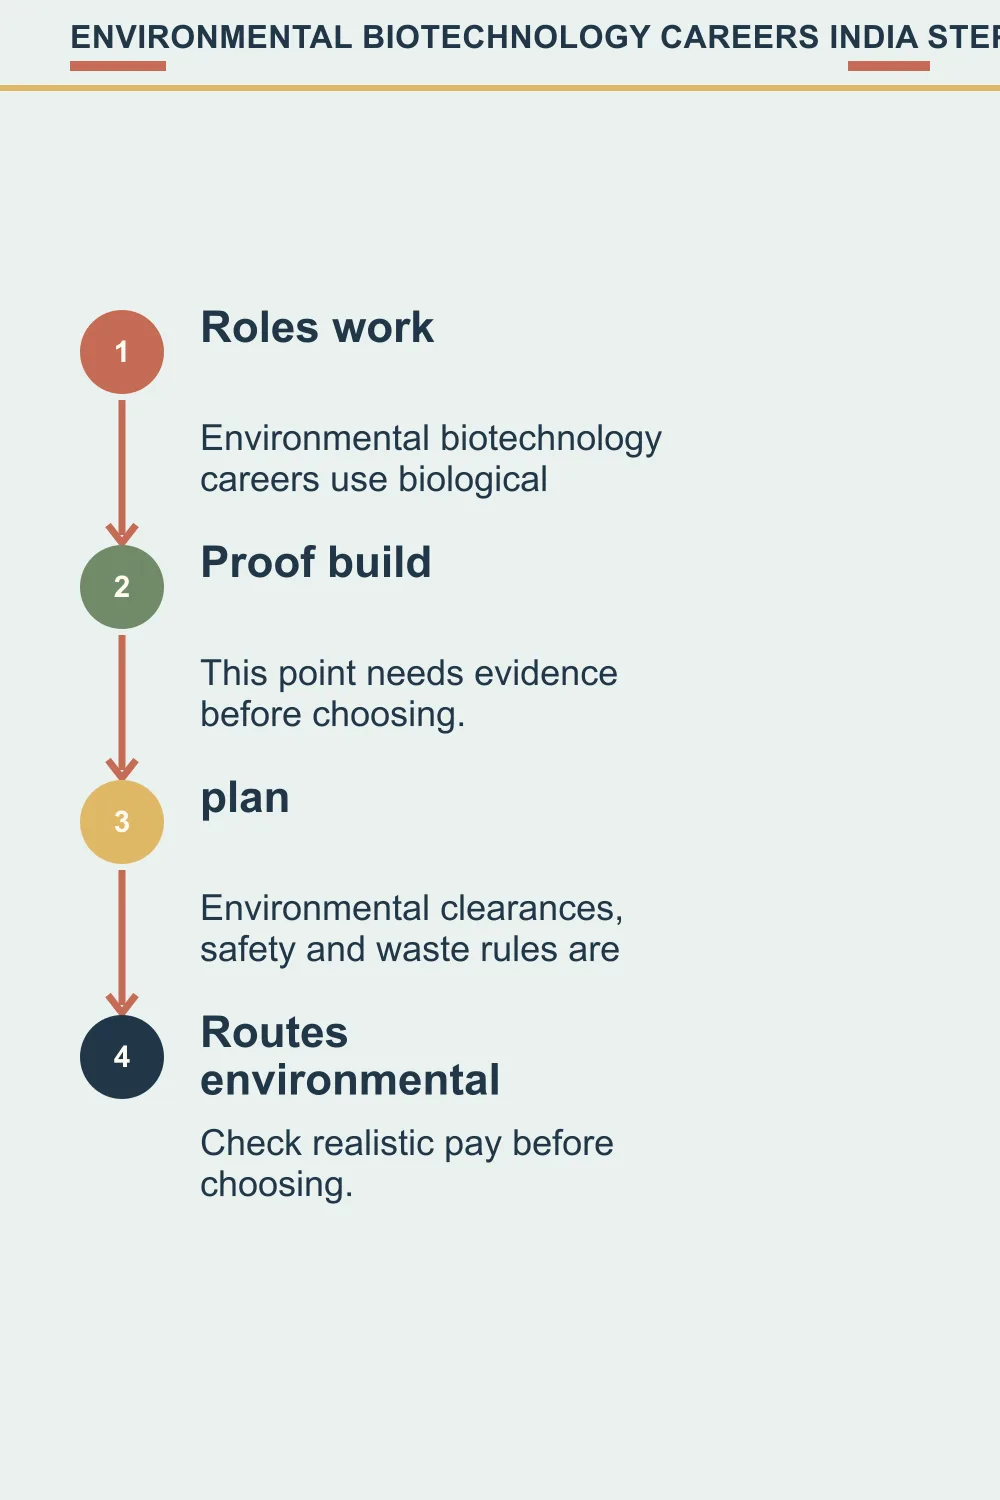 ENVIRONMENTAL BIOTECHNOLOGY CAREERS INDIA STEP
1
Roles work
Environmental biotechnology
careers use biological
2
Proof build
This point needs evidence
before choosing.
3
plan
Environmental clearances,
safety and waste rules are
4
Routes
environmental
Check realistic pay before
choosing.